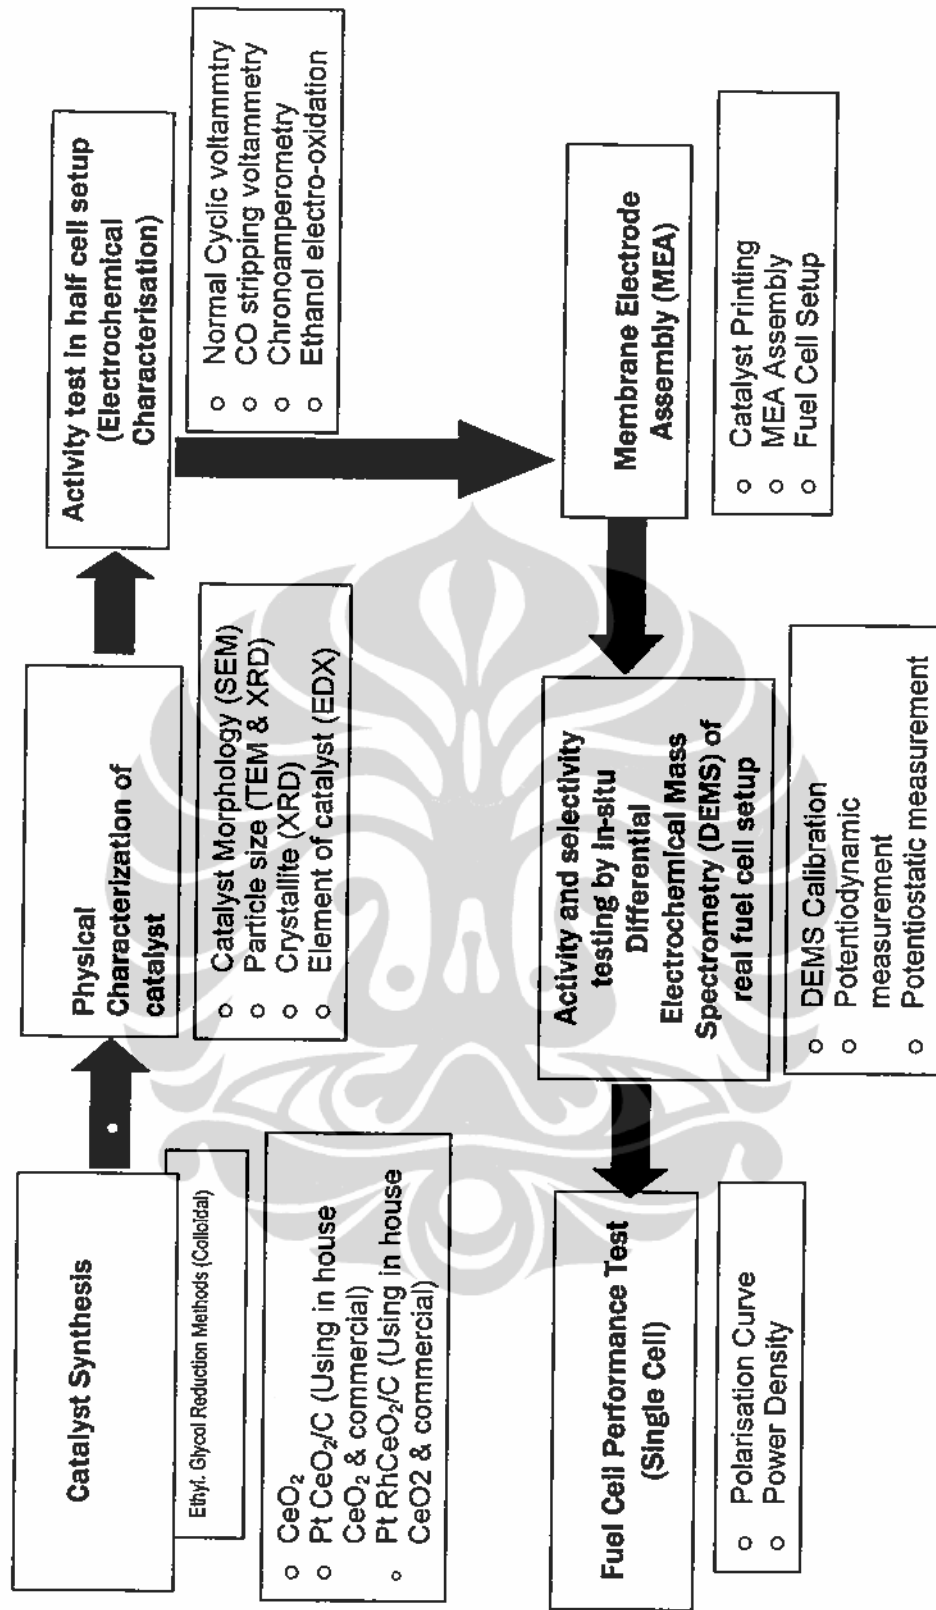 Catalyst Synthesis
Ethyl. Glycol Reduction Methods (Colloidal)
○ CeO₂
○ Pt CeO₂/C (Using in house
CeO₂ & commercial)
○ Pt RhCeO₂/C (Using in house
CeO2 & commercial)
Physical
Characterization of
catalyst
○ Catalyst Morphology (SEM)
○ Particle size (TEM & XRD)
○ Crystallite (XRD)
○ Element of catalyst (EDX)
Activity test in half cell setup
(Electrochemical
Characterisation)
○ Normal Cyclic voltammtry
○ CO stripping voltammetry
○ Chronoamperometry
○ Ethanol electro-oxidation
Membrane Electrode
Assembly (MEA)
○ Catalyst Printing
○ MEA Assembly
○ Fuel Cell Setup
Activity and selectivity
testing by in-situ
Differential
Electrochemical Mass
Spectrometry (DEMS) of
real fuel cell setup
○ DEMS Calibration
○ Potentiodynamic
measurement
○ Potentiostatic measurement
Fuel Cell Performance Test
(Single Cell)
○ Polarisation Curve
○ Power Density